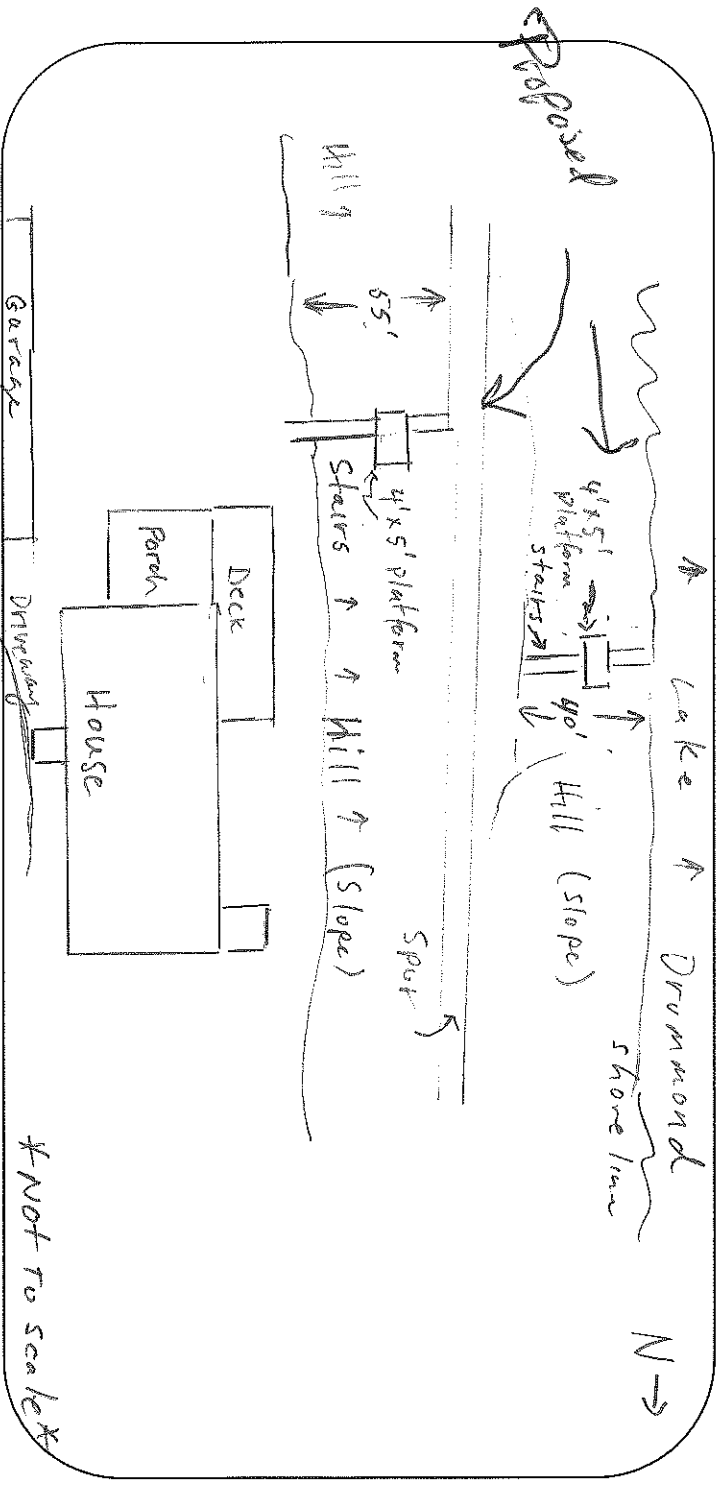 Proposed
↑ Lake ↑ Drummond
shoreline
N →
4'x5'
platform
stairs
40'
Hill (slope)
Hill ↑
55'
4'x5' platform
Stairs ↑ ↑ Hill ↑ (slope)
Spur
Deck
Porch
House
Garage
Driveway
*Not to scale*